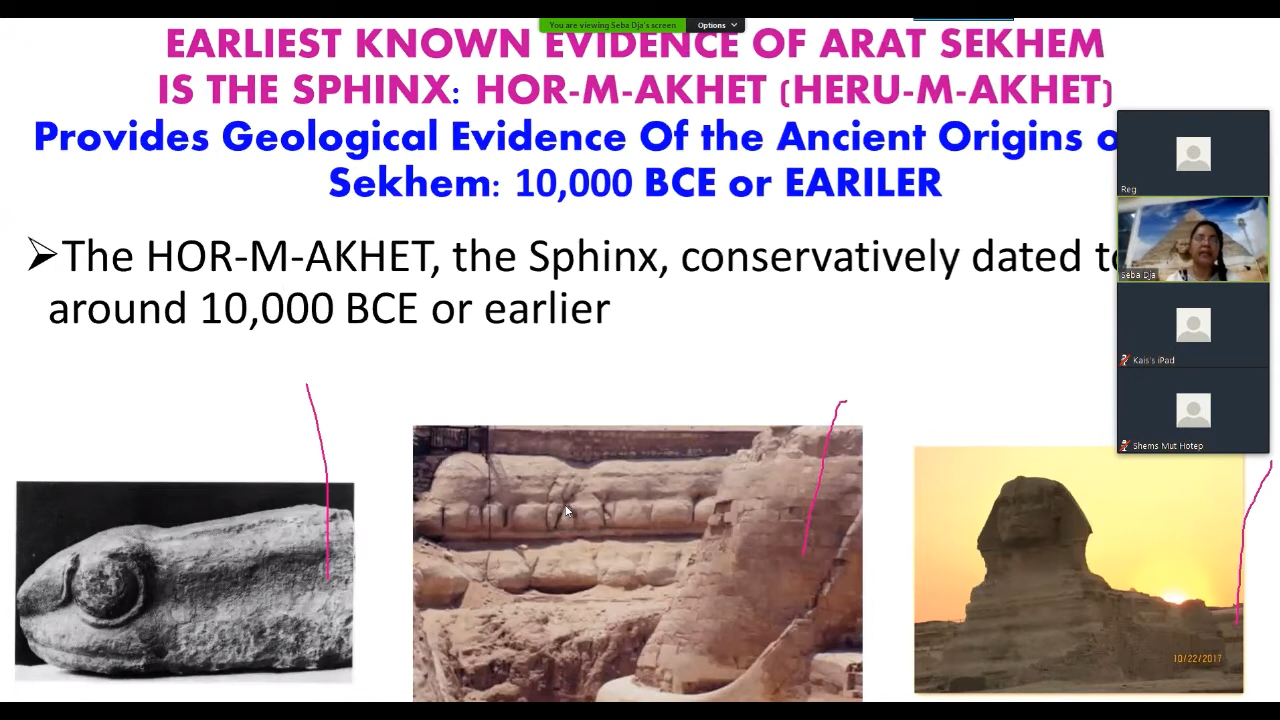 You are viewing Seba Dja's screen
Options
EARLIEST KNOWN EVIDENCE OF ARAT SEKHEM
IS THE SPHINX: HOR-M-AKHET (HERU-M-AKHET)
Provides Geological Evidence Of the Ancient Origins o
Sekhem: 10,000 BCE or EARILER
➢The HOR-M-AKHET, the Sphinx, conservatively dated to
around 10,000 BCE or earlier
Reg
Seba Dja
Kais's iPad
Shems Mut Hotep
10/22/2017